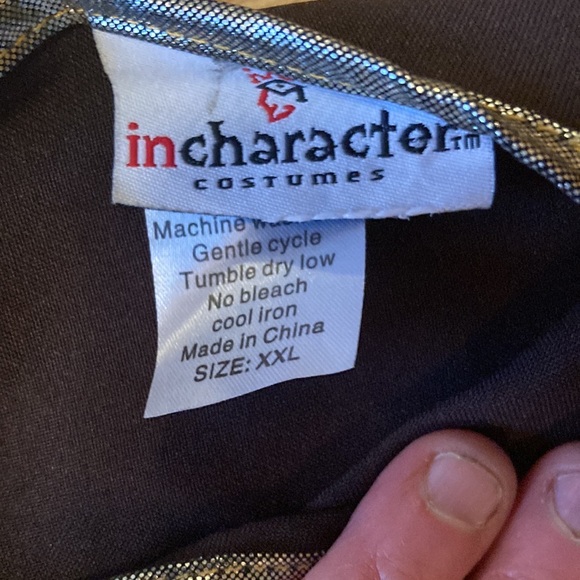 incharacter™
COSTUMES
Machine
Gentle cycle
Tumble dry low
No bleach
cool iron
Made in China
SIZE: XXL